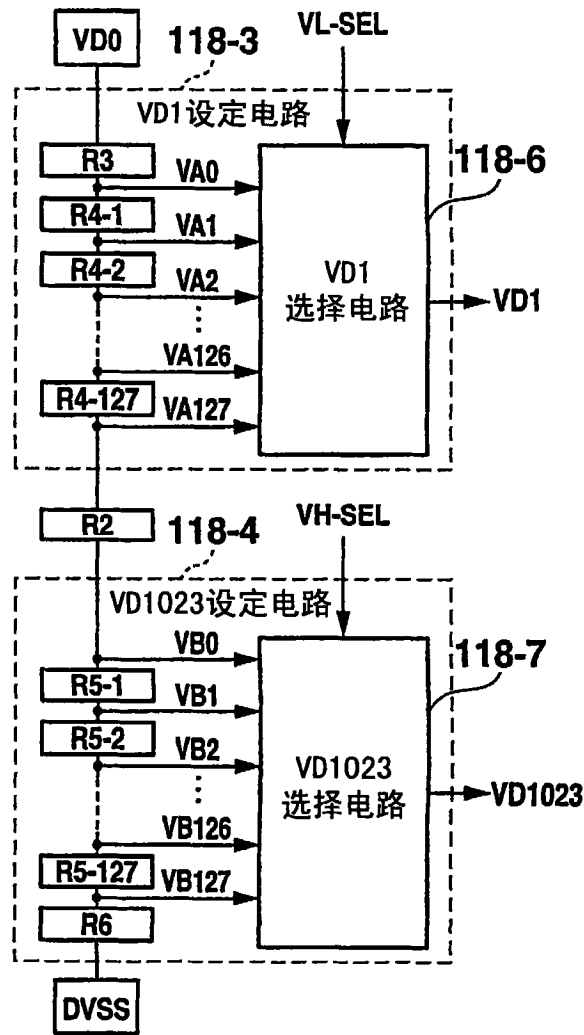 VD0
118-3
VL-SEL
VD1设定电路
R3
VA0
118-6
R4-1
VA1
R4-2
VA2
VD1
选择电路
VD1
VA126
R4-127
VA127
R2
118-4
VH-SEL
VD1023设定电路
VB0
118-7
R5-1
VB1
R5-2
VB2
VD1023
选择电路
VD1023
VB126
R5-127
VB127
R6
DVSS